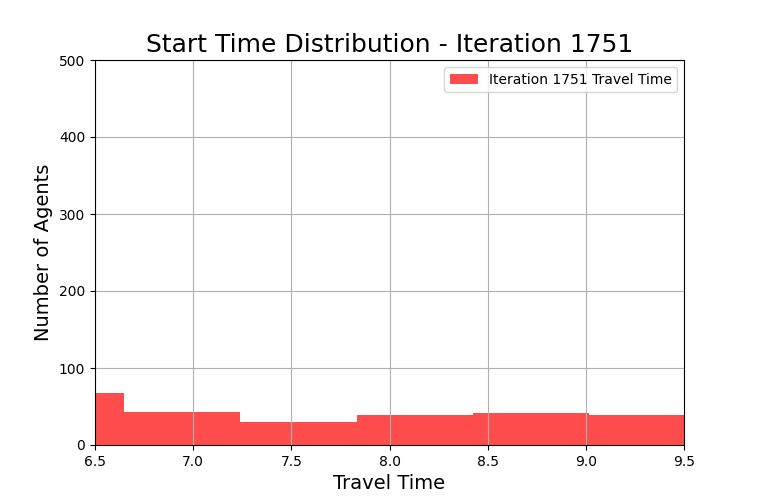 Start Time Distribution - Iteration 1751
500
400
300
200
100
0
Number of Agents
Iteration 1751 Travel Time
6.5 7.0 7.5 8.0 8.5 9.0 9.5
Travel Time